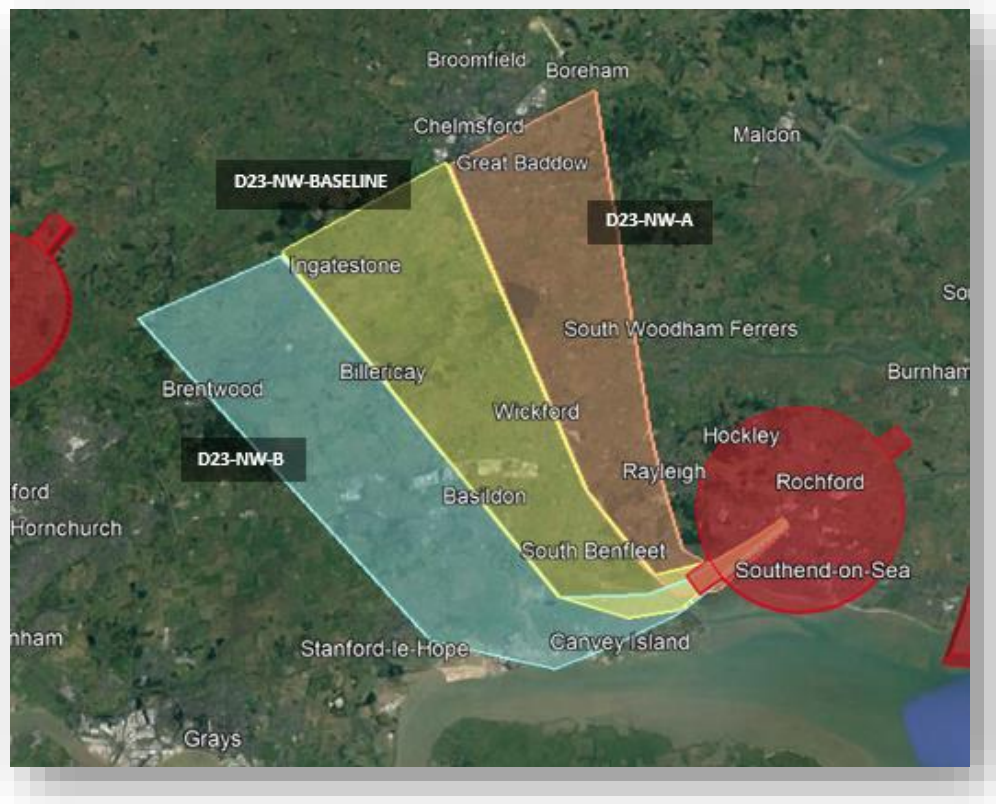 Broomfield
Boreham
Chelmsford
Maldon
Great Baddow
D23-NW-BASELINE
D23-NW-A
Ingatestone
South Woodham Ferrers
Billericay
Burnham
Brentwood
Wickford
Hockley
D23-NW-B
Rayleigh
Rochford
ford
Basildon
Hornchurch
South Benfleet
Southend-on-Sea
nham
Canvey Island
Stanford-le-Hope
Grays